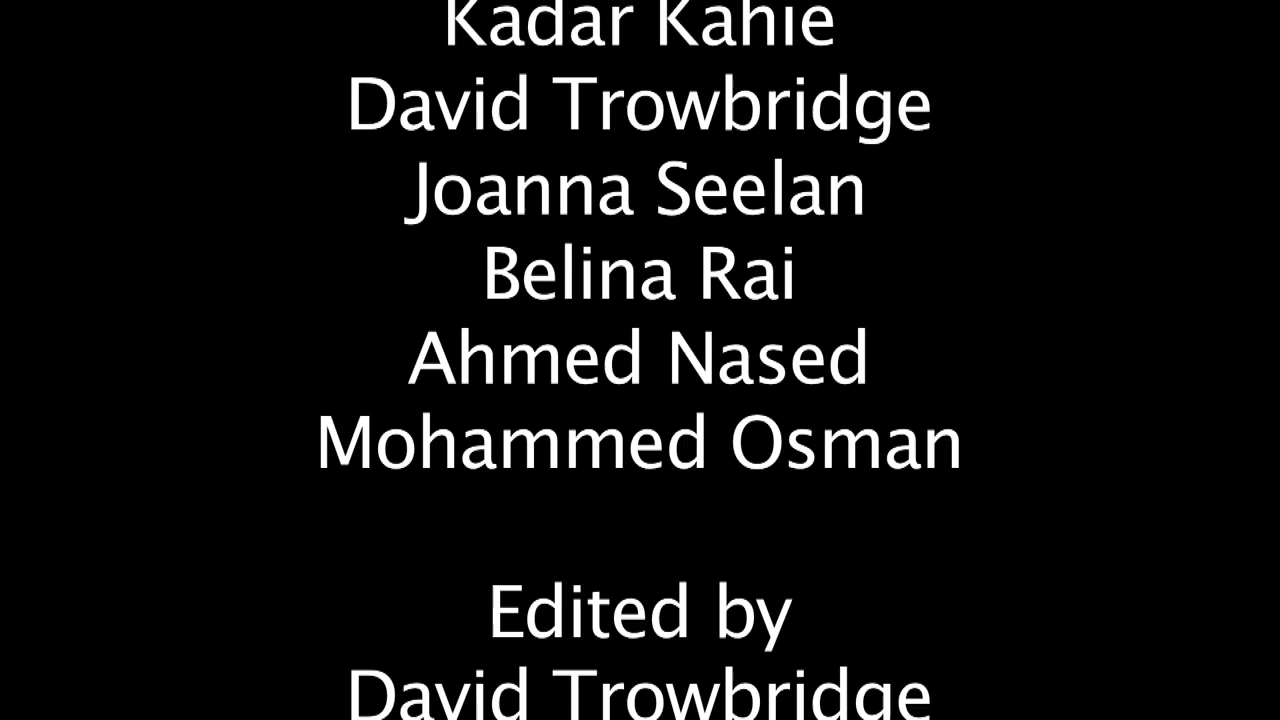 Kadar Kahie
David Trowbridge
Joanna Seelan
Belina Rai
Ahmed Nased
Mohammed Osman
Edited by
David Trowbridge